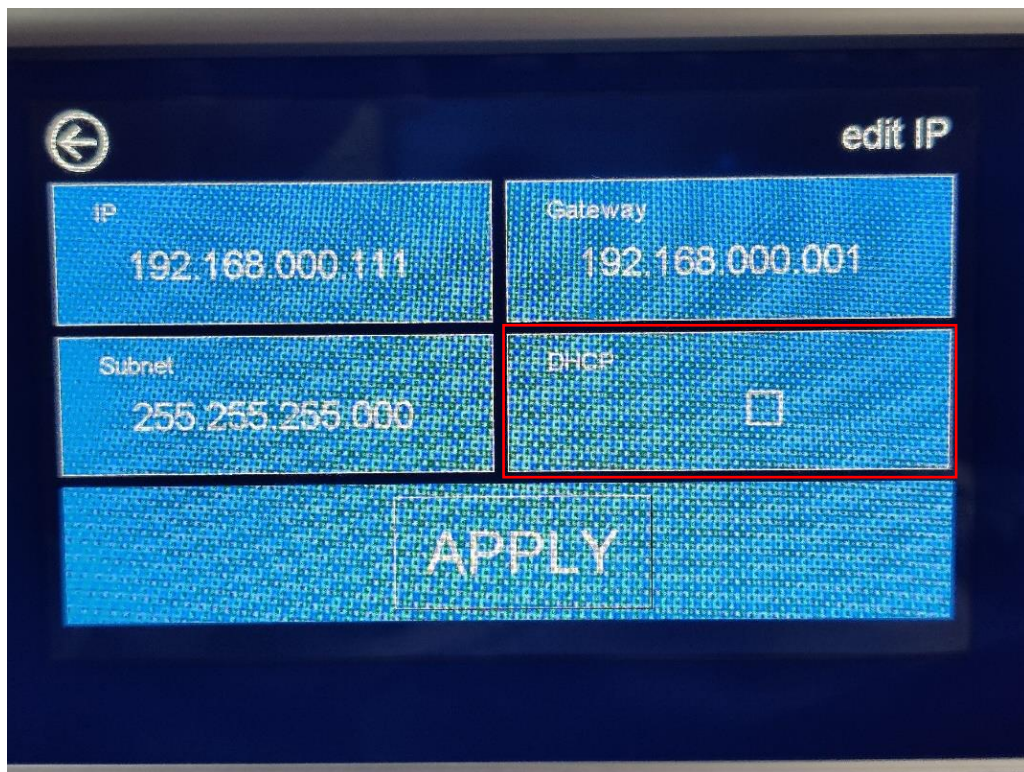 edit IP
IP
192.168.000.111
Gateway
192.168.000.001
Subnet
255.255.255.000
DHCP
APPLY